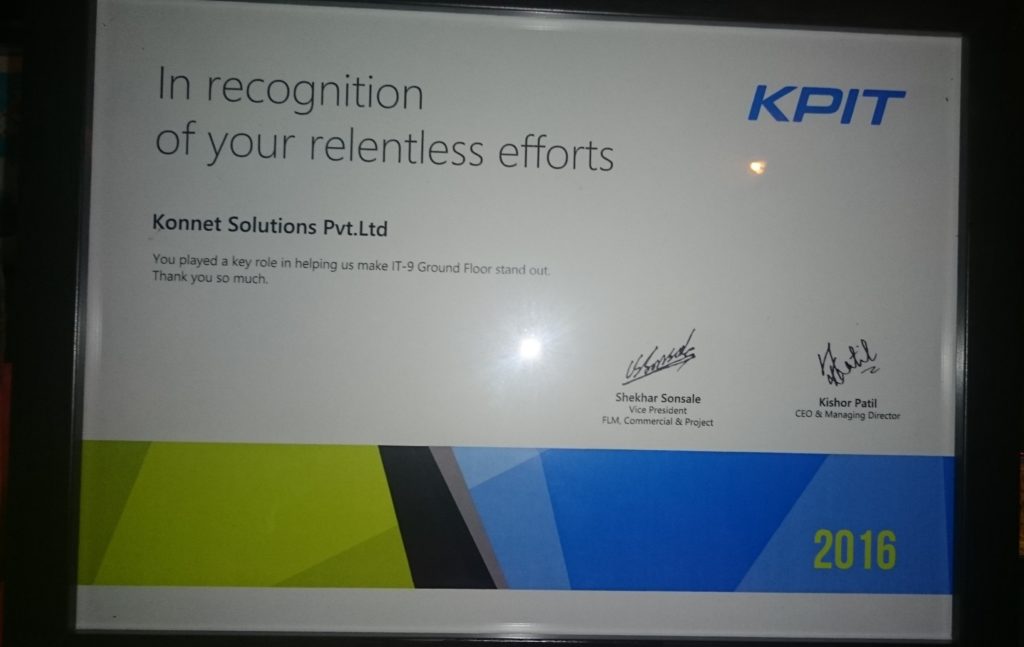 In recognition
of your relentless efforts
KPIT
Konnet Solutions Pvt.Ltd
You played a key role in helping us make IT-9 Ground Floor stand out.
Thank you so much.
Shekhar Sonsale
Vice President
FLM, Commercial & Project
Kishor Patil
CEO & Managing Director
2016